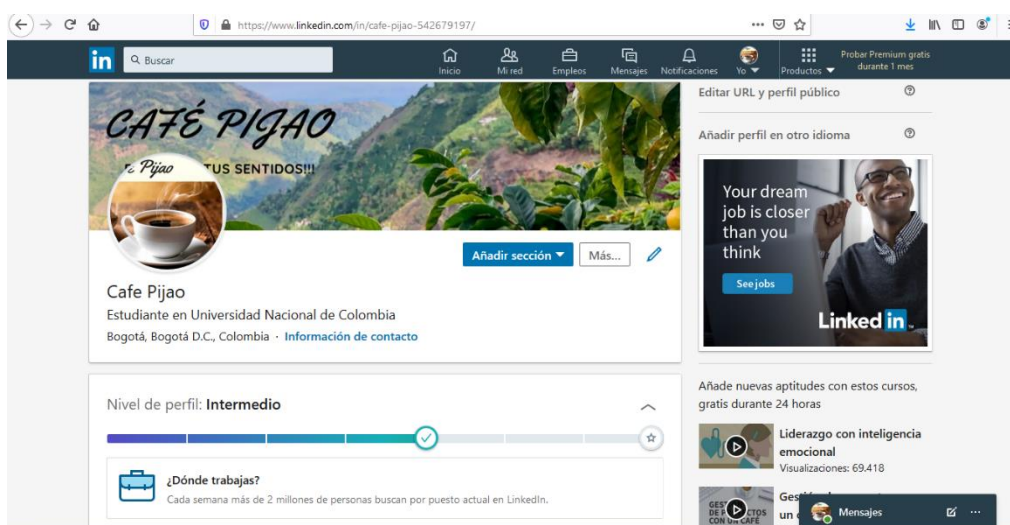 https://www.linkedin.com/in/cafe-pijao-542679197/
in
Buscar
Inicio
Mi red
Empleos
Mensajes
Notificaciones
Yo
Productos
Probar Premium gratis
durante 1 mes
CAFÉ PIJAO
TUS SENTIDOS!!!
Pijao
Añadir sección
Más...
Cafe Pijao
Estudiante en Universidad Nacional de Colombia
Bogotá, Bogotá D.C., Colombia · Información de contacto
Nivel de perfil: Intermedio
¿Dónde trabajas?
Cada semana más de 2 millones de personas buscan por puesto actual en LinkedIn.
Editar URL y perfil público
Añadir perfil en otro idioma
Your dream
job is closer
than you
think
See jobs
Linked in
Añade nuevas aptitudes con estos cursos,
gratis durante 24 horas
Liderazgo con inteligencia
emocional
Visualizaciones: 69.418
CON UN CAFÉ
un
Mensajes